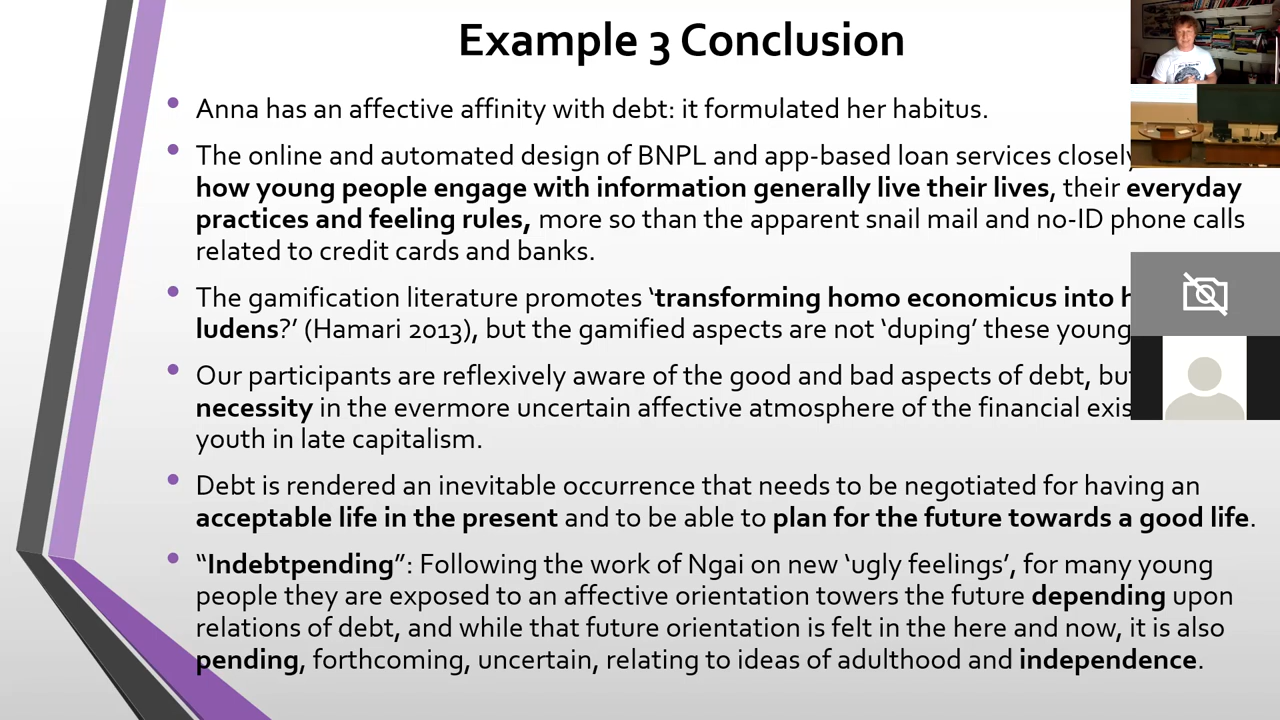 Example 3 Conclusion
Anna has an affective affinity with debt: it formulated her habitus.
The online and automated design of BNPL and app-based loan services closely
how young people engage with information generally live their lives, their everyday
practices and feeling rules, more so than the apparent snail mail and no-ID phone calls
related to credit cards and banks.
The gamification literature promotes ‘transforming homo economicus into
ludens?’ (Hamari 2013), but the gamified aspects are not ‘duping’ these young
Our participants are reflexively aware of the good and bad aspects of debt,
necessity in the evermore uncertain affective atmosphere of the financial
youth in late capitalism.
Debt is rendered an inevitable occurrence that needs to be negotiated for having an
acceptable life in the present and to be able to plan for the future towards a good life.
“Indebtpending”: Following the work of Ngai on new ‘ugly feelings’, for many young
people they are exposed to an affective orientation towers the future depending upon
relations of debt, and while that future orientation is felt in the here and now, it is also
pending, forthcoming, uncertain, relating to ideas of adulthood and independence.